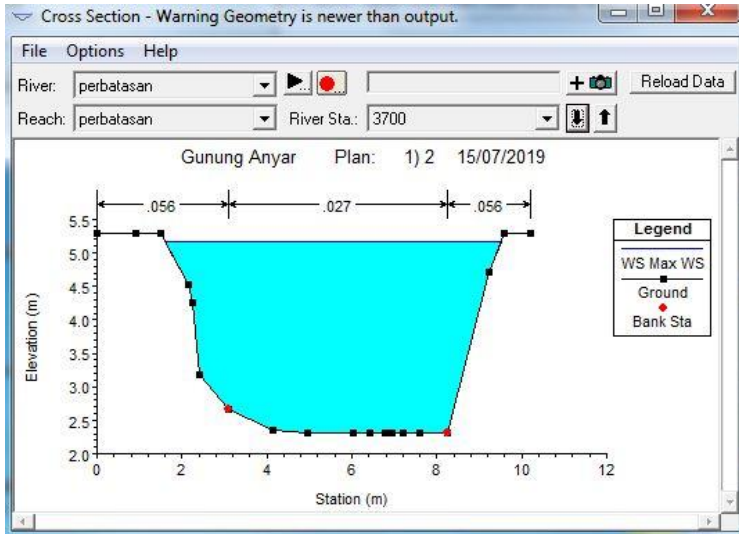 Cross Section - Warning Geometry is newer than output.
File Options Help
River: perbatasan Reload Data
Reach: perbatasan River Sta.: 3700
Gunung Anyar Plan: 1) 2 15/07/2019
.056 .027 .056
5.5
5.0
4.5
4.0
3.5
3.0
2.5
2.0
Elevation (m)
0 2 4 6 8 10 12
Station (m)
Legend
WS Max WS
Ground
Bank Sta